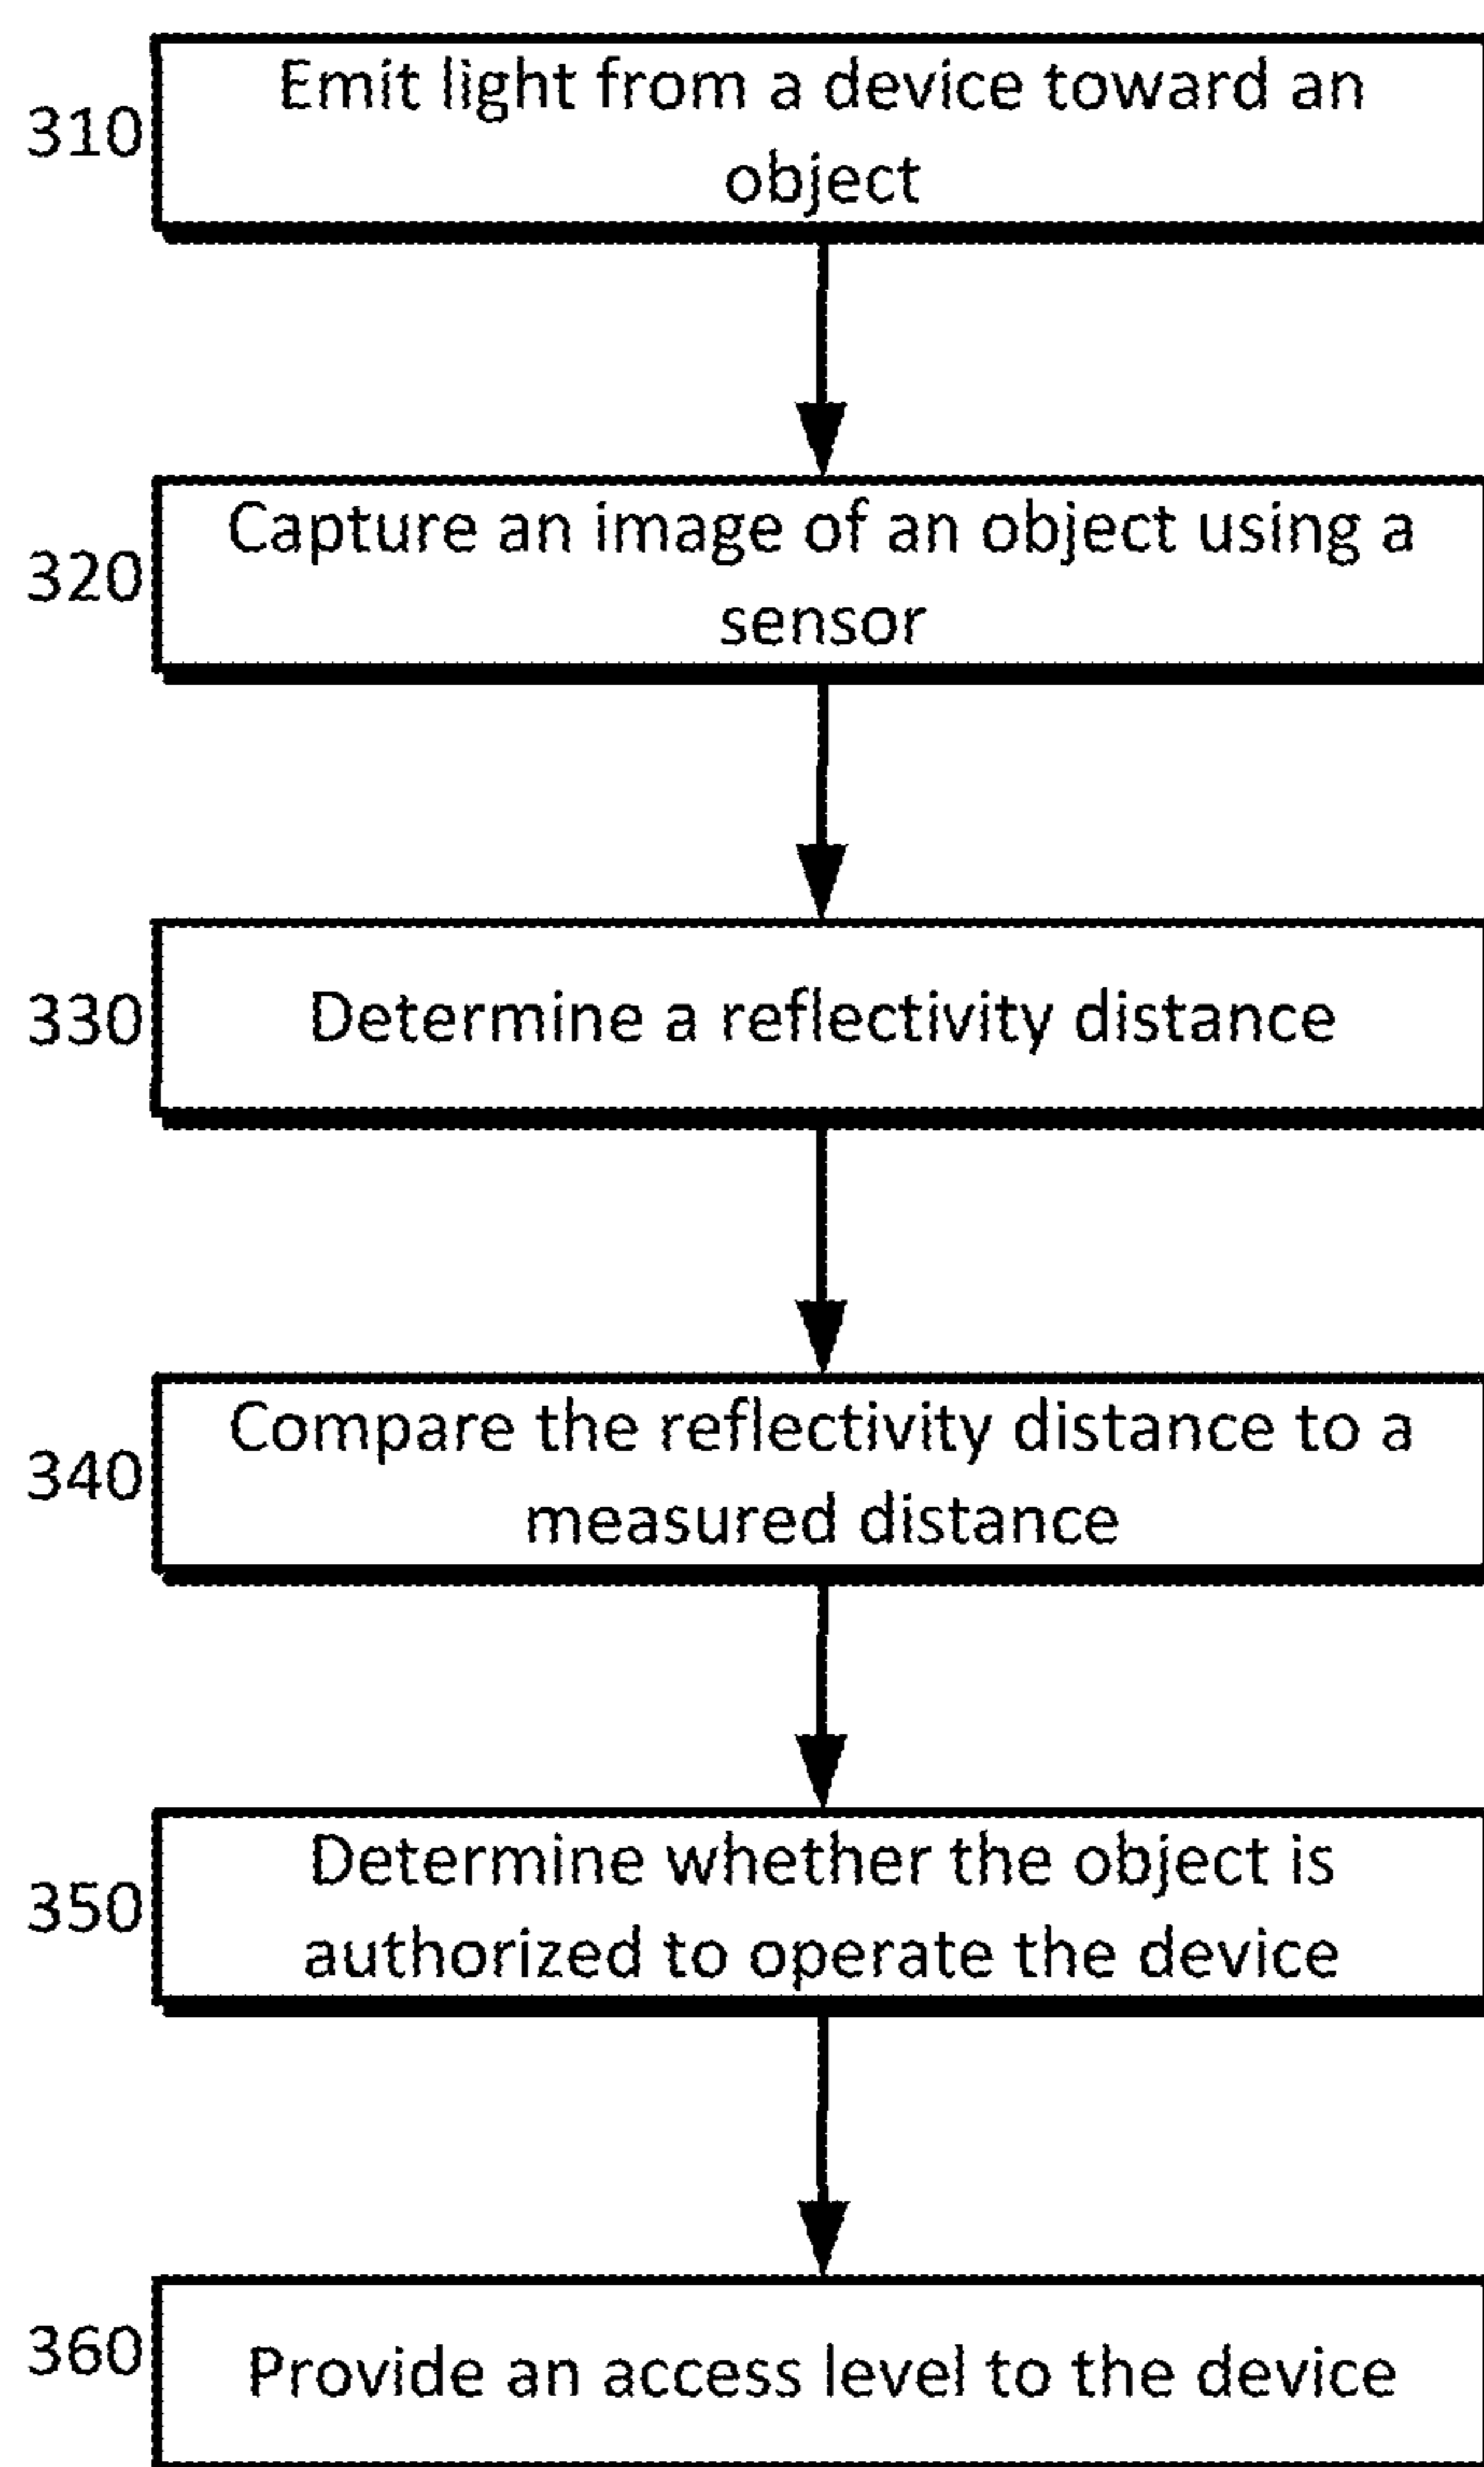 310
Emit light from a device toward an
object
320
Capture an image of an object using a
sensor
330
Determine a reflectivity distance
340
Compare the reflectivity distance to a
measured distance
350
Determine whether the object is
authorized to operate the device
360
Provide an access level to the device